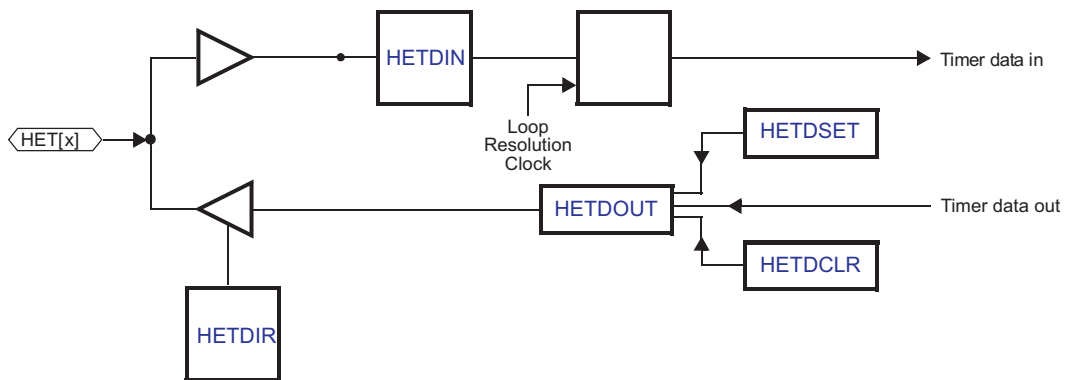 HETDIN
Timer data in
Loop
Resolution
Clock
HET[x]
HETDSET
HETDOUT
Timer data out
HETDCLR
HETDIR